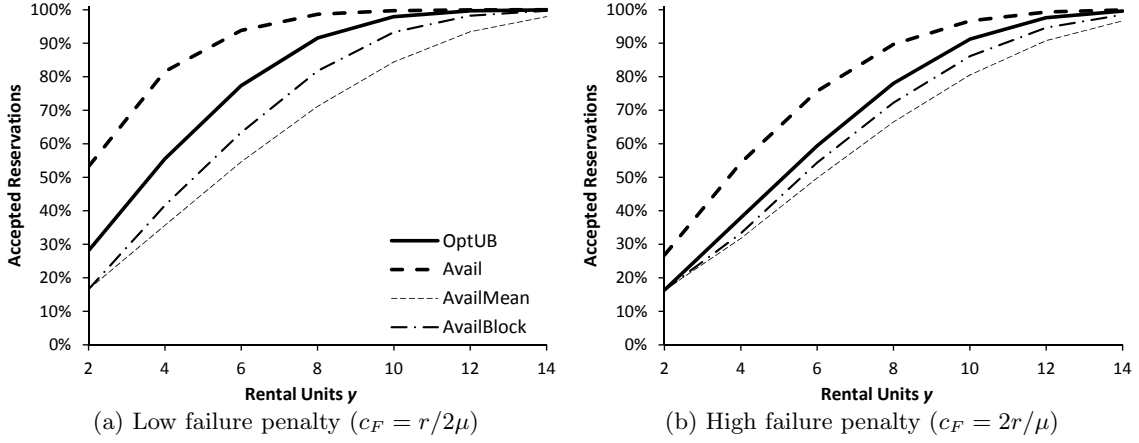 100%
90%
80%
70%
60%
50%
40%
30%
20%
10%
0%
Accepted Reservations
2 4 6 8 10 12 14
Rental Units y
OptUB
Avail
AvailMean
AvailBlock
(a) Low failure penalty (c_F = r/2μ)
100%
90%
80%
70%
60%
50%
40%
30%
20%
10%
0%
Accepted Reservations
2 4 6 8 10 12 14
Rental Units y
(b) High failure penalty (c_F = 2r/μ)